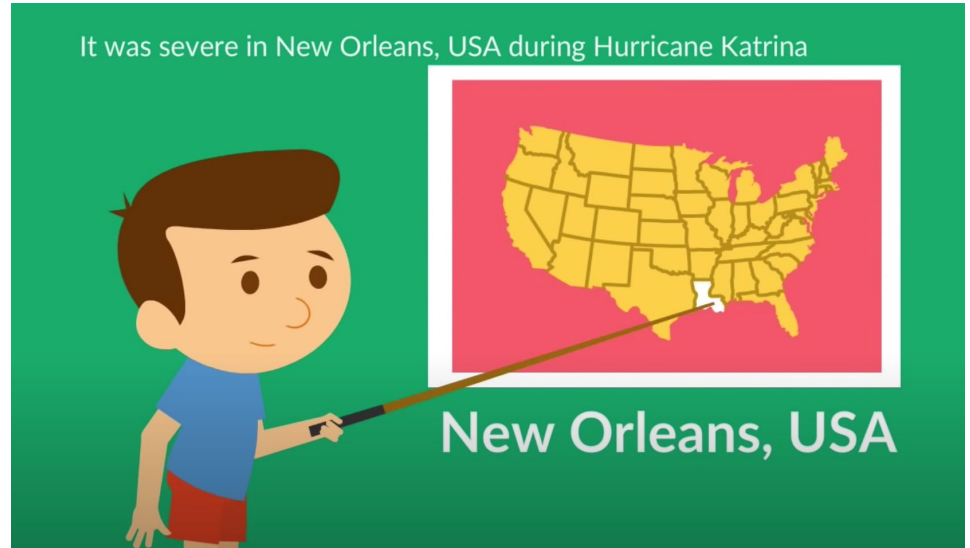 It was severe in New Orleans, USA during Hurricane Katrina
New Orleans, USA